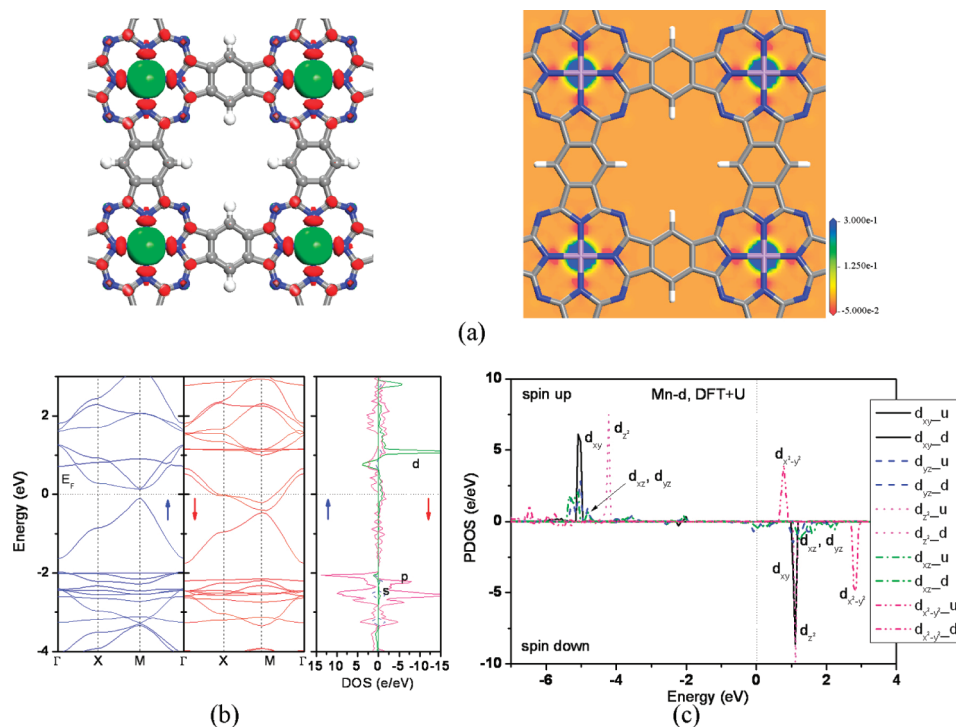 3.000e-1
1.250e-1
-5.000e-2
(a)
Energy (eV)
2
0
-2
-4
E_F
Γ X M Γ X M Γ
d
p
s
15 10 5 0 -5 -10 -15
DOS (e/eV)
(b)
spin up
Mn-d, DFT+U
PDOS (e/eV)
10
5
0
-5
-10
d_xy
d_z²
d_xz, d_yz
d_x²-y²
d_xz, d_yz
d_xy
d_x²-y²
d_z²
spin down
-6 -4 -2 0 2 4
Energy (eV)
d_xy_u
d_xy_d
d_yz_u
d_yz_d
d_z²_u
d_z²_d
d_xz_u
d_xz_d
d_x²-y²_u
d_x²-y²_d
(c)